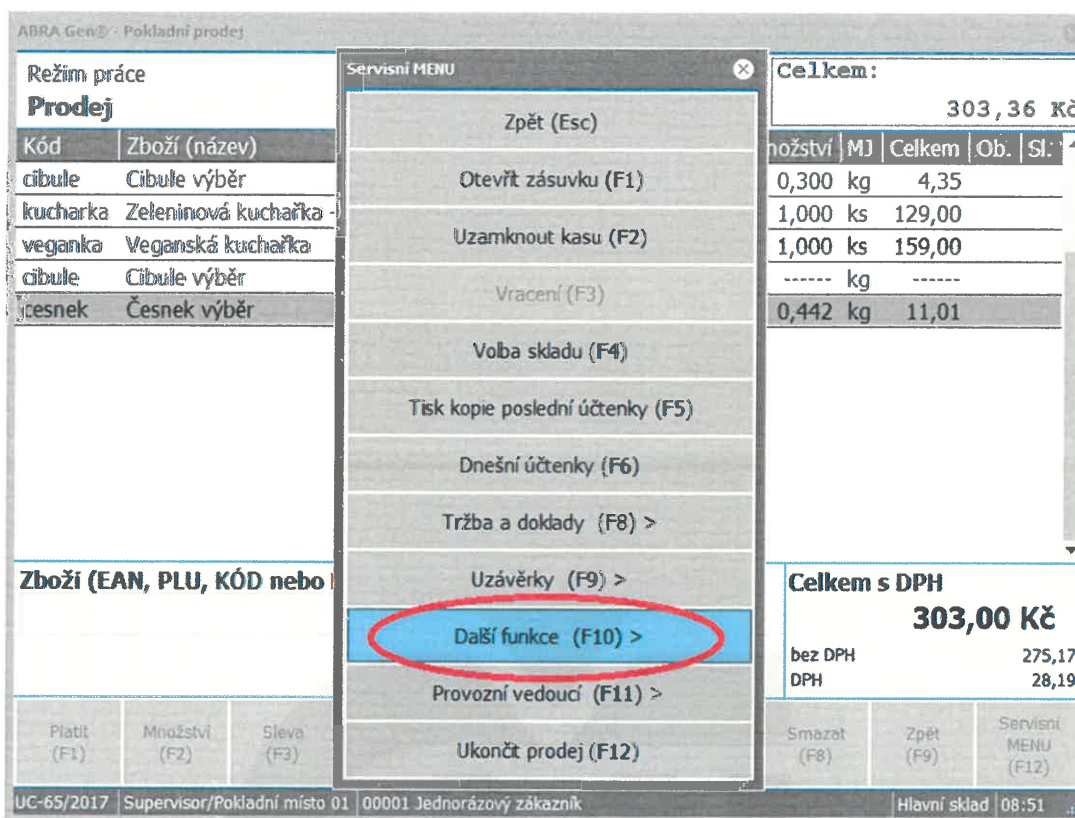 ABRA Gen® - Pokladní prodej
Režim práce
Prodej
Kód Zboží (název)
cibule Cibule výběr
kucharka Zeleninová kuchařka -
veganka Veganská kuchařka
cibule Cibule výběr
cesnek Česnek výběr
Zboží (EAN, PLU, KÓD nebo
Platit (F1)
Množství (F2)
Sleva (F3)
Servisní MENU
Zpět (Esc)
Otevřít zásuvku (F1)
Uzamknout kasu (F2)
Vracení (F3)
Volba skladu (F4)
Tisk kopie poslední účtenky (F5)
Dnešní účtenky (F6)
Tržba a doklady (F8) >
Uzávěrky (F9) >
Další funkce (F10) >
Provozní vedoucí (F11) >
Ukončit prodej (F12)
Celkem:
303,36 Kč
nožství MJ Celkem Ob. Sl.
0,300 kg 4,35
1,000 ks 129,00
1,000 ks 159,00
------ kg ------
0,442 kg 11,01
Celkem s DPH
303,00 Kč
bez DPH 275,17
DPH 28,19
Smazat (F8)
Zpět (F9)
Servisní MENU (F12)
UC-65/2017 Supervisor/Pokladní místo 01 00001 Jednorázový zákazník Hlavní sklad 08:51